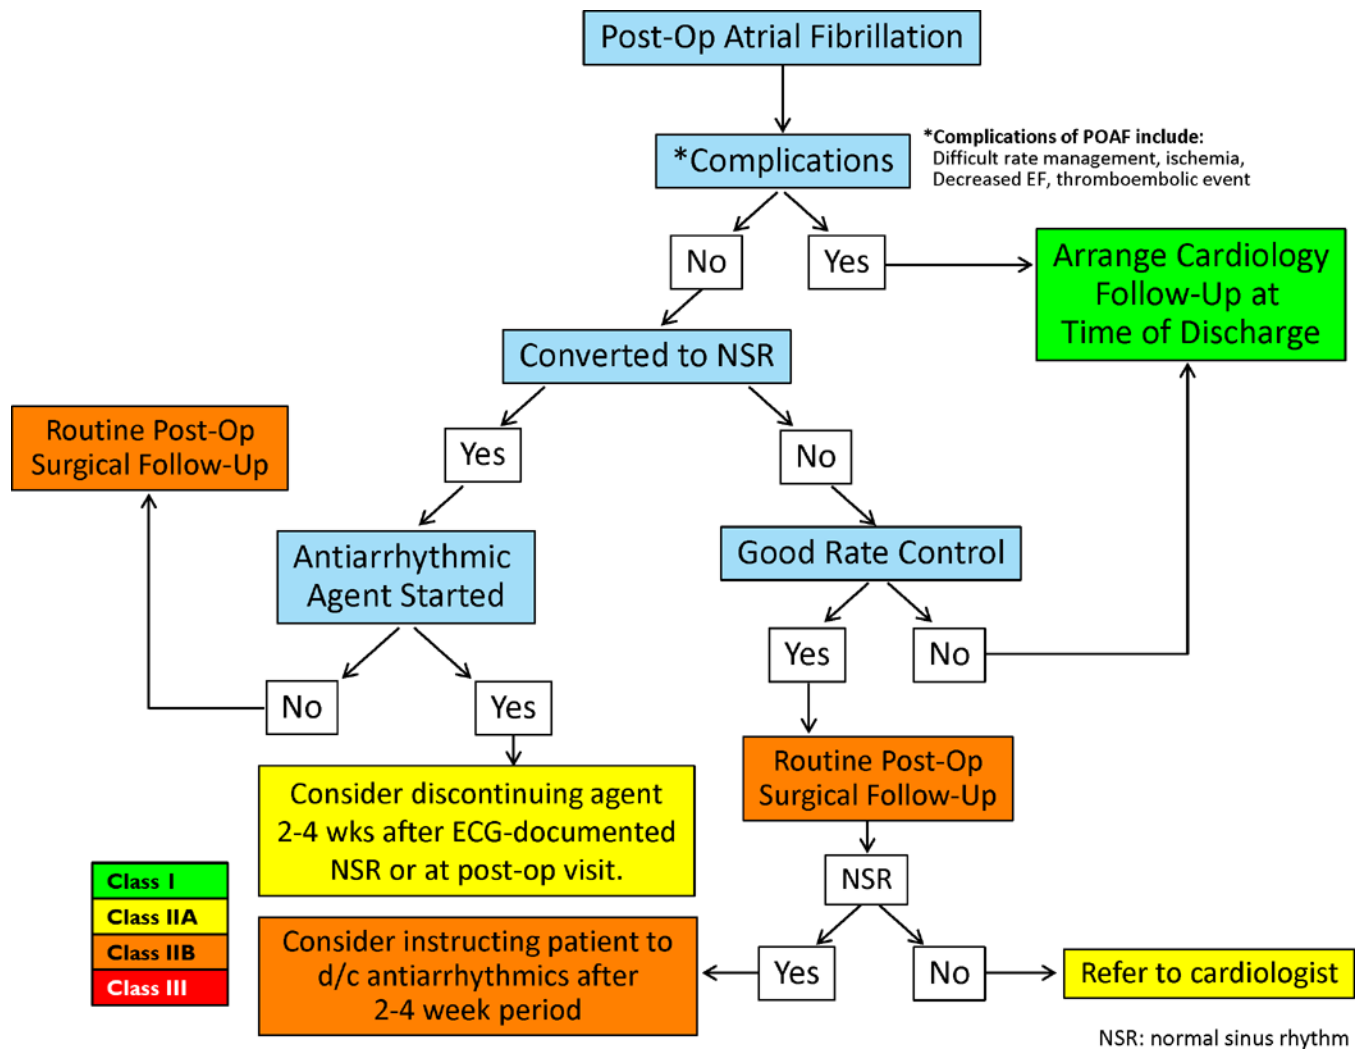 Post-Op Atrial Fibrillation
*Complications
*Complications of POAF include:
Difficult rate management, ischemia,
Decreased EF, thromboembolic event
No
Yes
Arrange Cardiology
Follow-Up at
Time of Discharge
Converted to NSR
Routine Post-Op
Surgical Follow-Up
Yes
No
Antiarrhythmic
Agent Started
Good Rate Control
Yes
No
No
Yes
Routine Post-Op
Surgical Follow-Up
Consider discontinuing agent
2-4 wks after ECG-documented
NSR or at post-op visit.
NSR
Class I
Class IIA
Class IIB
Class III
Consider instructing patient to
d/c antiarrhythmics after
2-4 week period
Yes
No
Refer to cardiologist
NSR: normal sinus rhythm